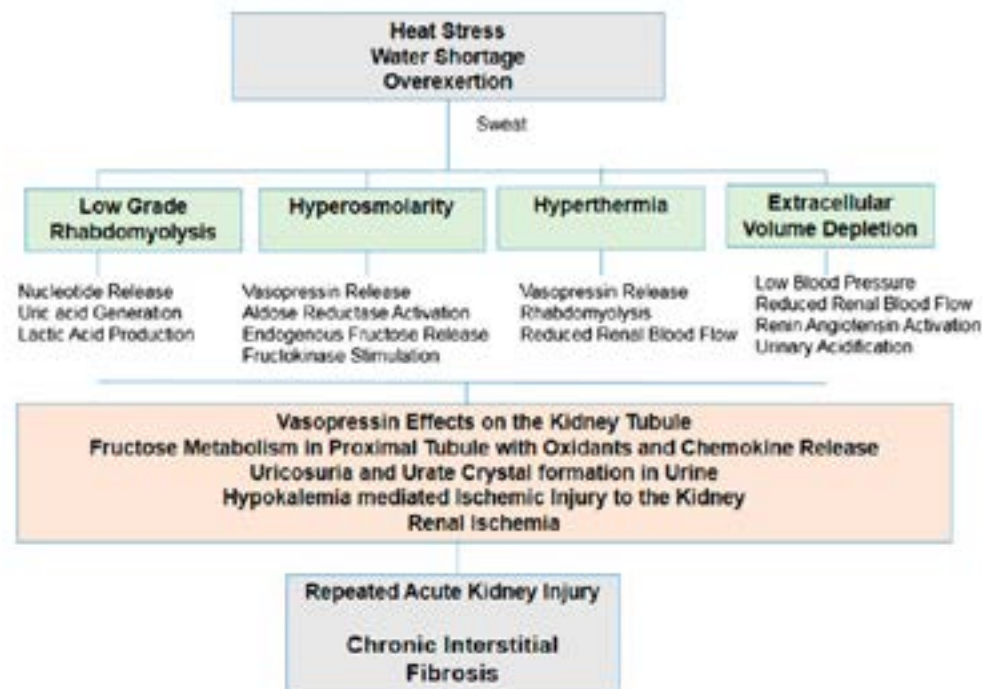 Heat Stress
Water Shortage
Overexertion
Sweat
Low Grade
Rhabdomyolysis
Nucleotide Release
Uric acid Generation
Lactic Acid Production
Hyperosmolarity
Vasopressin Release
Aldose Reductase Activation
Endogenous Fructose Release
Fructokinase Stimulation
Hyperthermia
Vasopressin Release
Rhabdomyolysis
Reduced Renal Blood Flow
Extracellular
Volume Depletion
Low Blood Pressure
Reduced Renal Blood Flow
Renin Angiotensin Activation
Urinary Acidification
Vasopressin Effects on the Kidney Tubule
Fructose Metabolism in Proximal Tubule with Oxidants and Chemokine Release
Uricosuria and Urate Crystal formation in Urine
Hypokalemia mediated Ischemic Injury to the Kidney
Renal Ischemia
Repeated Acute Kidney Injury
Chronic Interstitial
Fibrosis